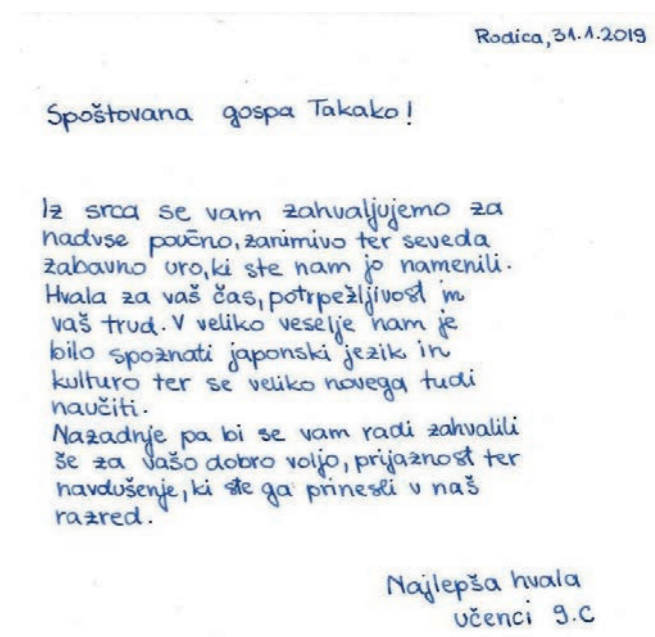 Rodica, 31.1.2019
Spoštovana gospa Takako!
Iz srca se vam zahvaljujemo za
nadvse poučno, zanimivo ter seveda
zabavno uro, ki ste nam jo namenili.
Hvala za vaš čas, potrpežljivost in
vaš trud. V veliko veselje nam je
bilo spoznati japonski jezik in
kulturo ter se veliko novega tudi
naučiti.
Nazadnje pa bi se vam radi zahvalili
še za vašo dobro voljo, prijaznost ter
navdušenje, ki ste ga prinesli v naš
razred.
Najlepša hvala
učenci 9.C